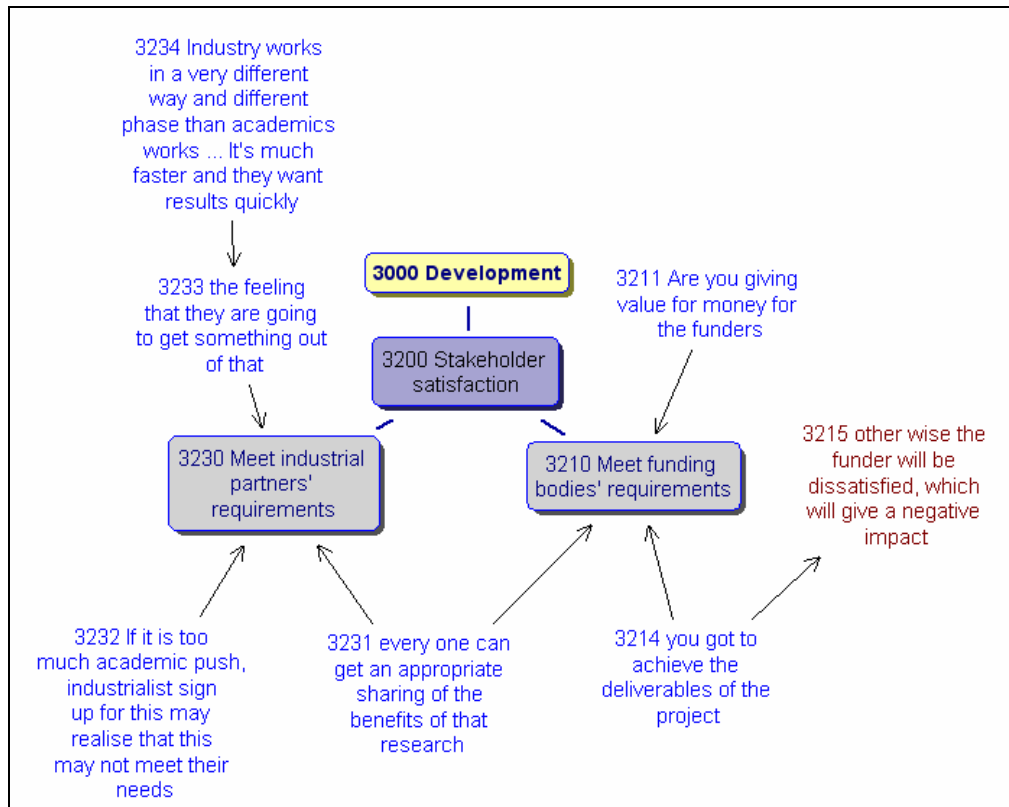 3234 Industry works
in a very different
way and different
phase than academics
works ... It's much
faster and they want
results quickly
3000 Development
3211 Are you giving
value for money for
the funders
3233 the feeling
that they are going
to get something out
of that
3200 Stakeholder
satisfaction
3215 other wise the
funder will be
dissatisfied, which
will give a negative
impact
3230 Meet industrial
partners'
requirements
3210 Meet funding
bodies' requirements
3232 If it is too
much academic push,
industrialist sign
up for this may
realise that this
may not meet their
needs
3231 every one can
get an appropriate
sharing of the
benefits of that
research
3214 you got to
achieve the
deliverables of the
project